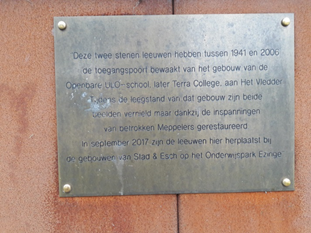 Deze twee stenen leeuwen hebben tussen 1941 en 2006
de toegangspoort bewaakt van het gebouw van de
Openbare ULO-school, later Terra College, aan Het Vledder
Tijdens de leegstand van dat gebouw zijn beide
beelden vernield maar dankzij de inspanningen
van betrokken Meppelers gerestaureerd
In september 2017 zijn de leeuwen hier herplaatst bij
de gebouwen van Stad & Esch op het Onderwijspark Ezinge